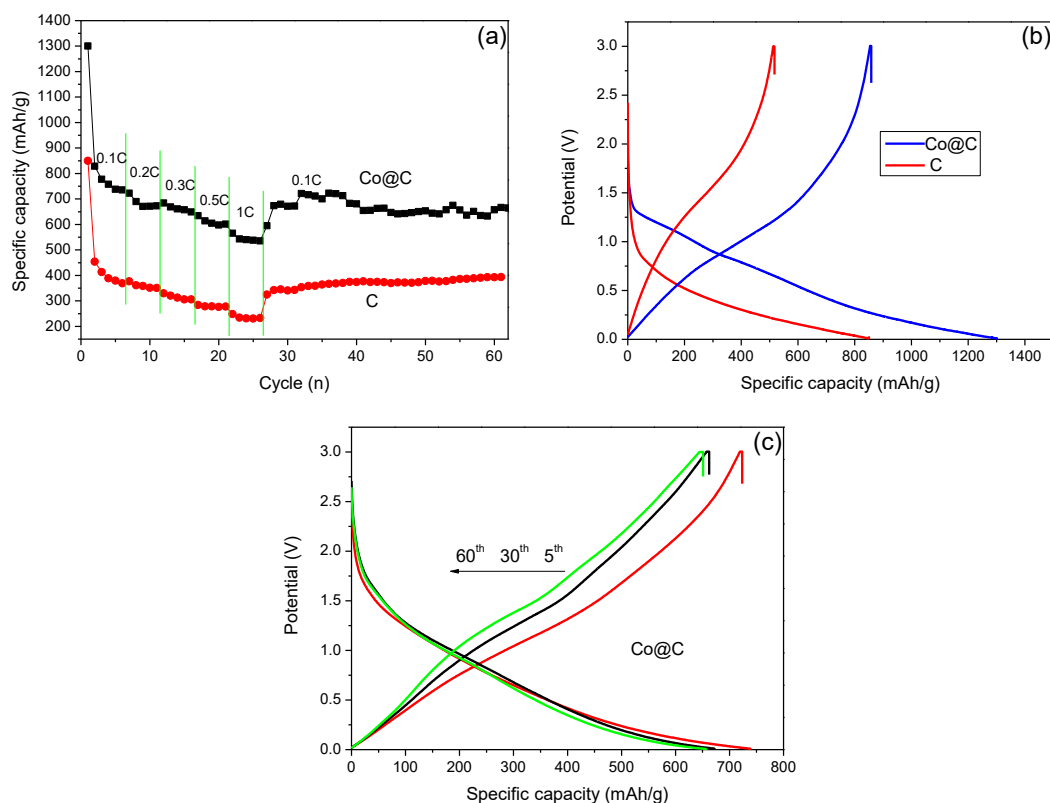 (a)
1400
1300
1200
1100
1000
900
800
700
600
500
400
300
200
Specific capacity (mAh/g)
0.1C
0.2C
0.3C
0.5C
1C
0.1C
Co@C
C
0 10 20 30 40 50 60
Cycle (n)
(b)
3.0
2.5
2.0
1.5
1.0
0.5
0.0
Potential (V)
Co@C
C
0 200 400 600 800 1000 1200 1400
Specific capacity (mAh/g)
(c)
3.0
2.5
2.0
1.5
1.0
0.5
0.0
Potential (V)
60th 30th 5th
Co@C
0 100 200 300 400 500 600 700 800
Specific capacity (mAh/g)